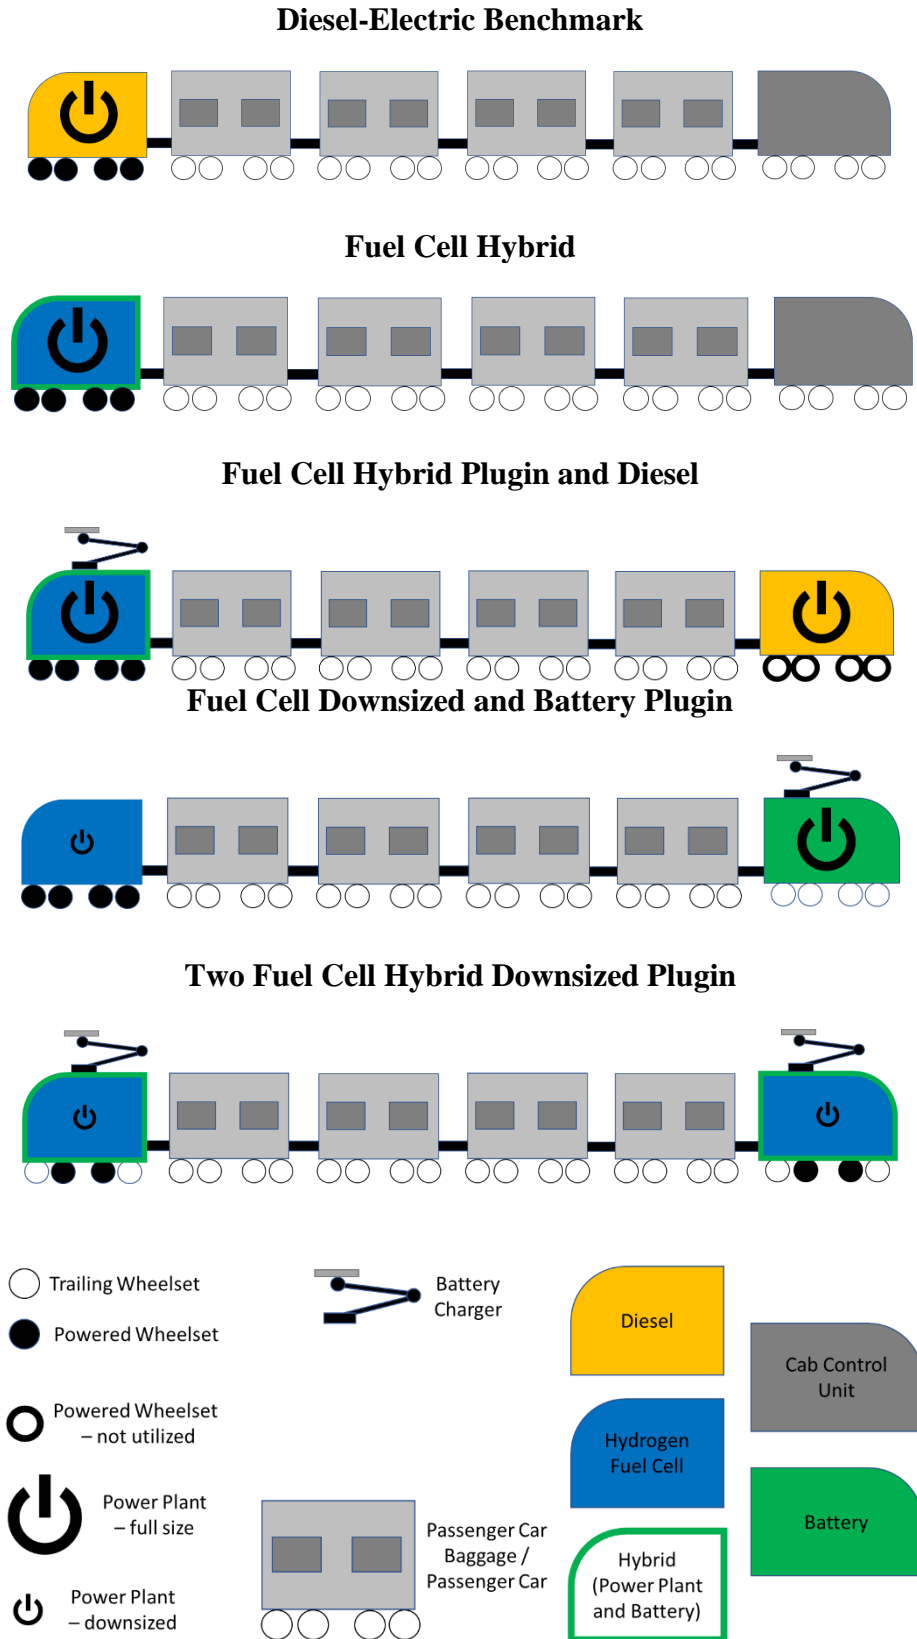 Diesel-Electric Benchmark
Fuel Cell Hybrid
Fuel Cell Hybrid Plugin and Diesel
Fuel Cell Downsized and Battery Plugin
Two Fuel Cell Hybrid Downsized Plugin
Trailing Wheelset
Powered Wheelset
Powered Wheelset
– not utilized
Power Plant
– full size
Power Plant
– downsized
Battery
Charger
Passenger Car
Baggage /
Passenger Car
Diesel
Hydrogen
Fuel Cell
Hybrid
(Power Plant
and Battery)
Cab Control
Unit
Battery